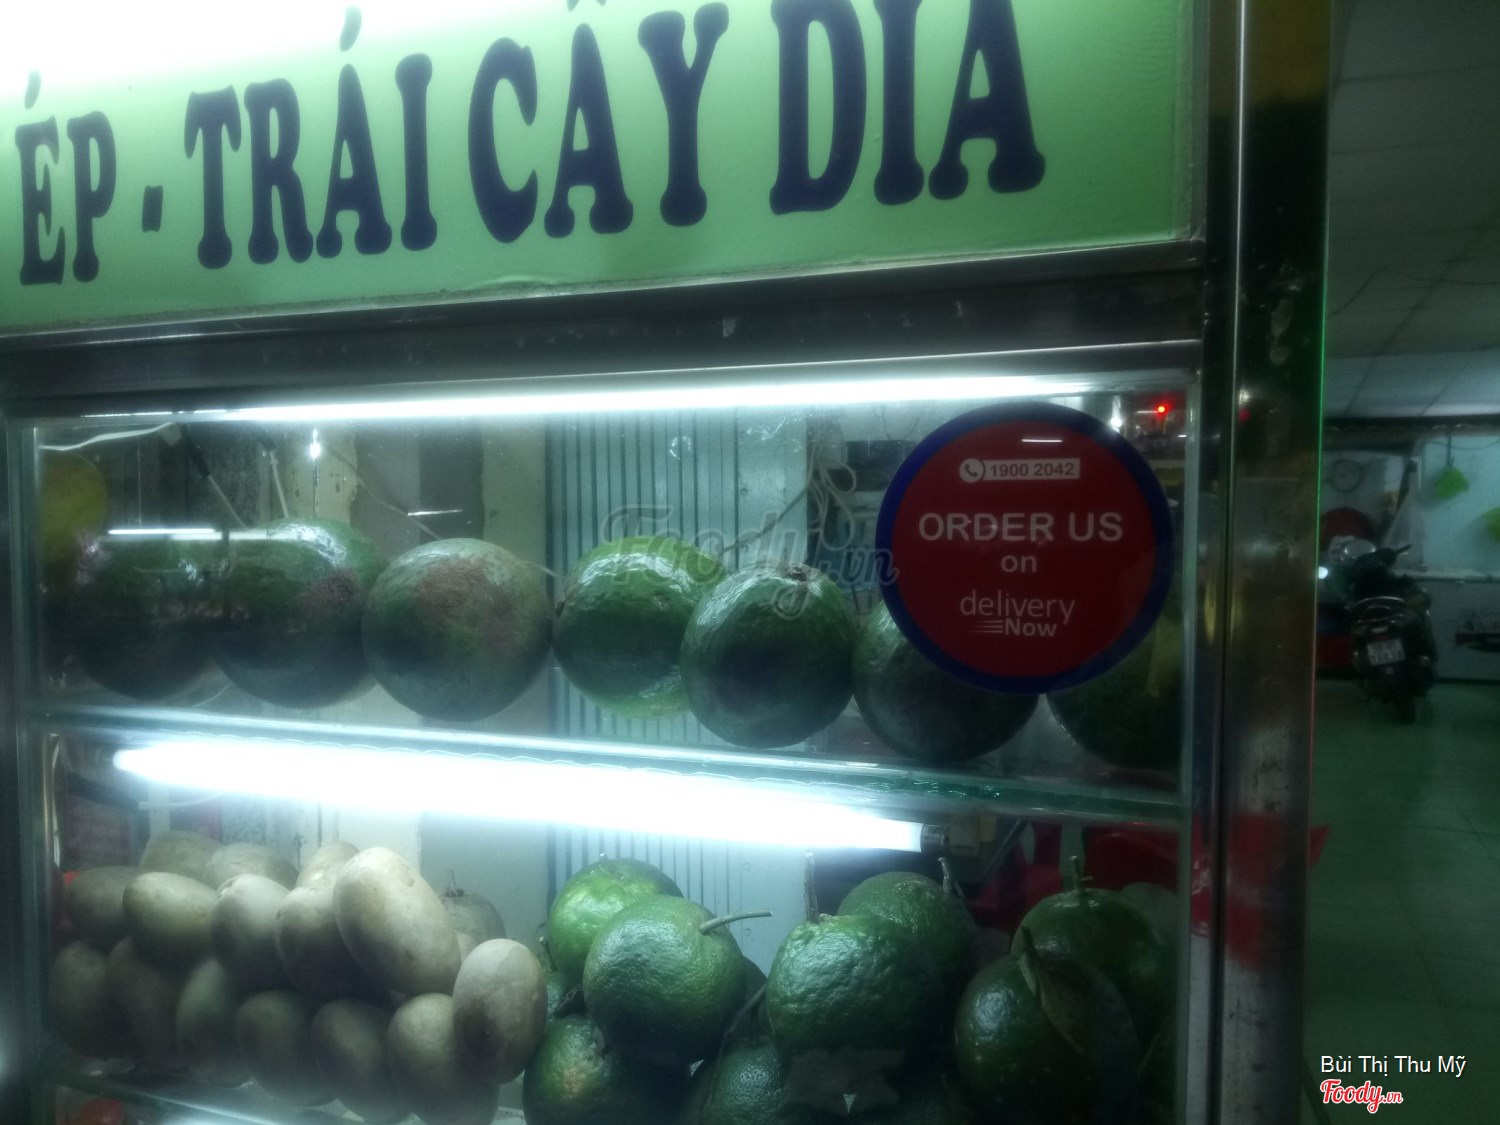 ÉP - TRÁI CÂY DĨA
1900 2042
ORDER US
on
delivery
Now
Foody.vn
Bùi Thị Thu Mỹ
Foody.vn